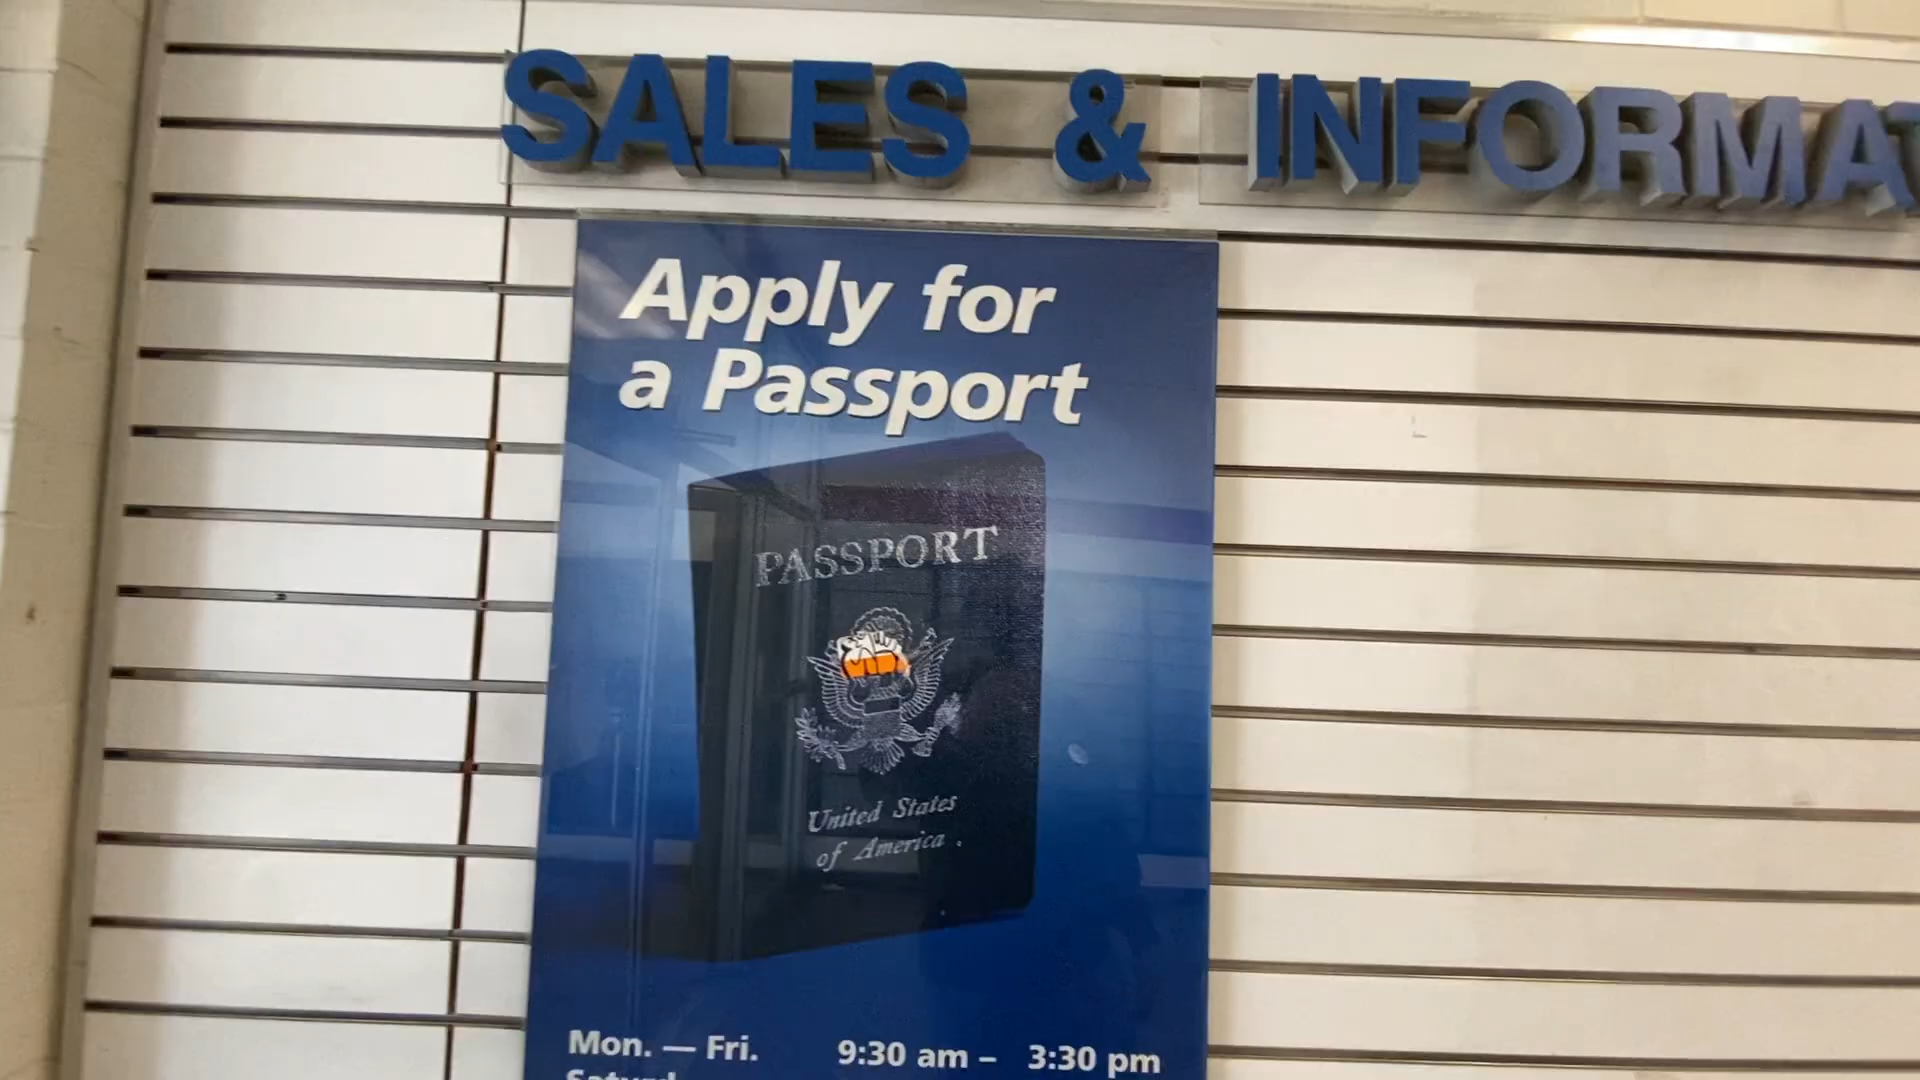 SALES & INFORMAT
Apply for
a Passport
PASSPORT
United States
of America
Mon. — Fri. 9:30 am – 3:30 pm